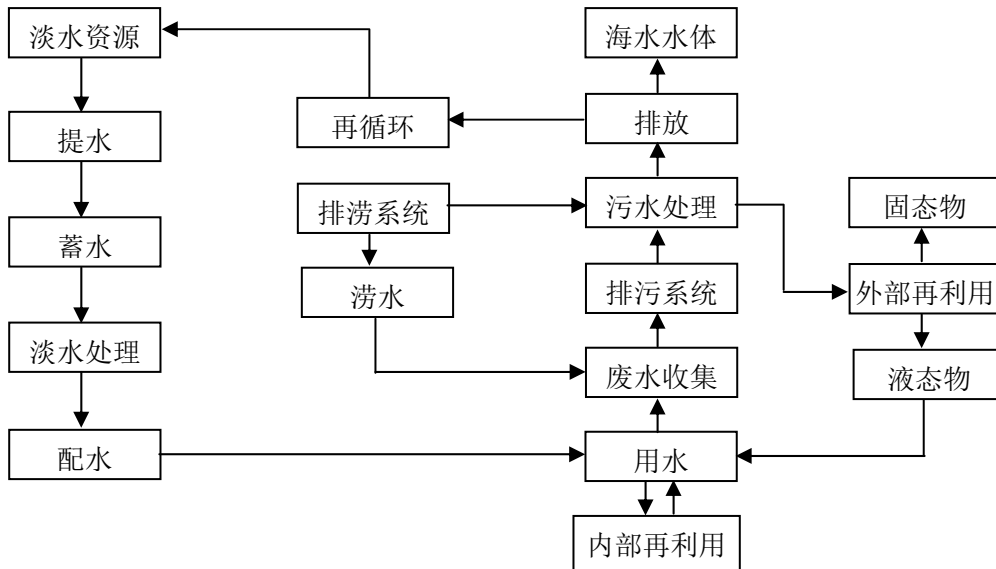 淡水资源
海水水体
再循环
排放
提水
排涝系统
污水处理
固态物
蓄水
涝水
排污系统
外部再利用
淡水处理
废水收集
液态物
配水
用水
内部再利用